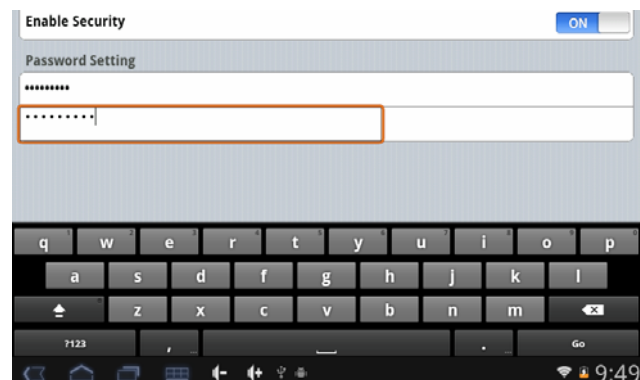 Enable Security
ON
Password Setting
•••••••••
•••••••••
q w e r t y u i o p
a s d f g h j k l
z x c v b n m
?123 , . Go
9:49